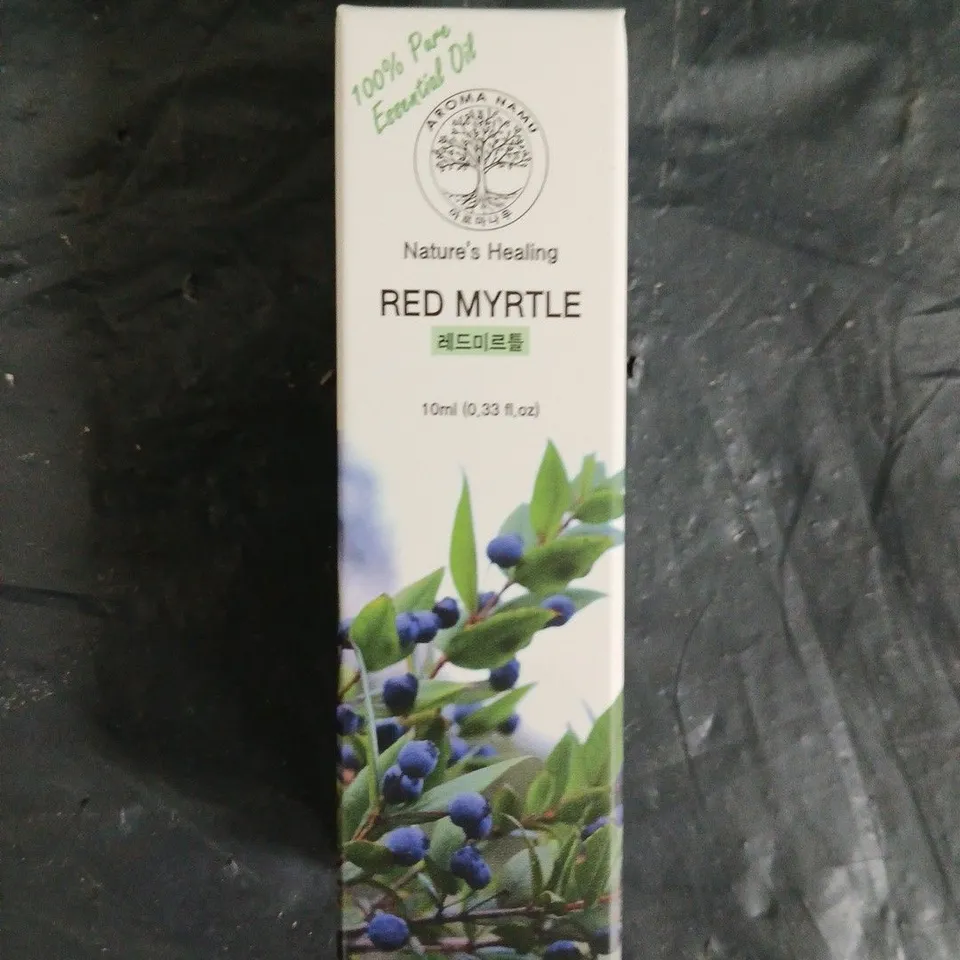 100% Pure
Essential Oil
AROMA NAMU
아로마나무
Nature's Healing
RED MYRTLE
레드미르틀
10ml (0.33 fl.oz)